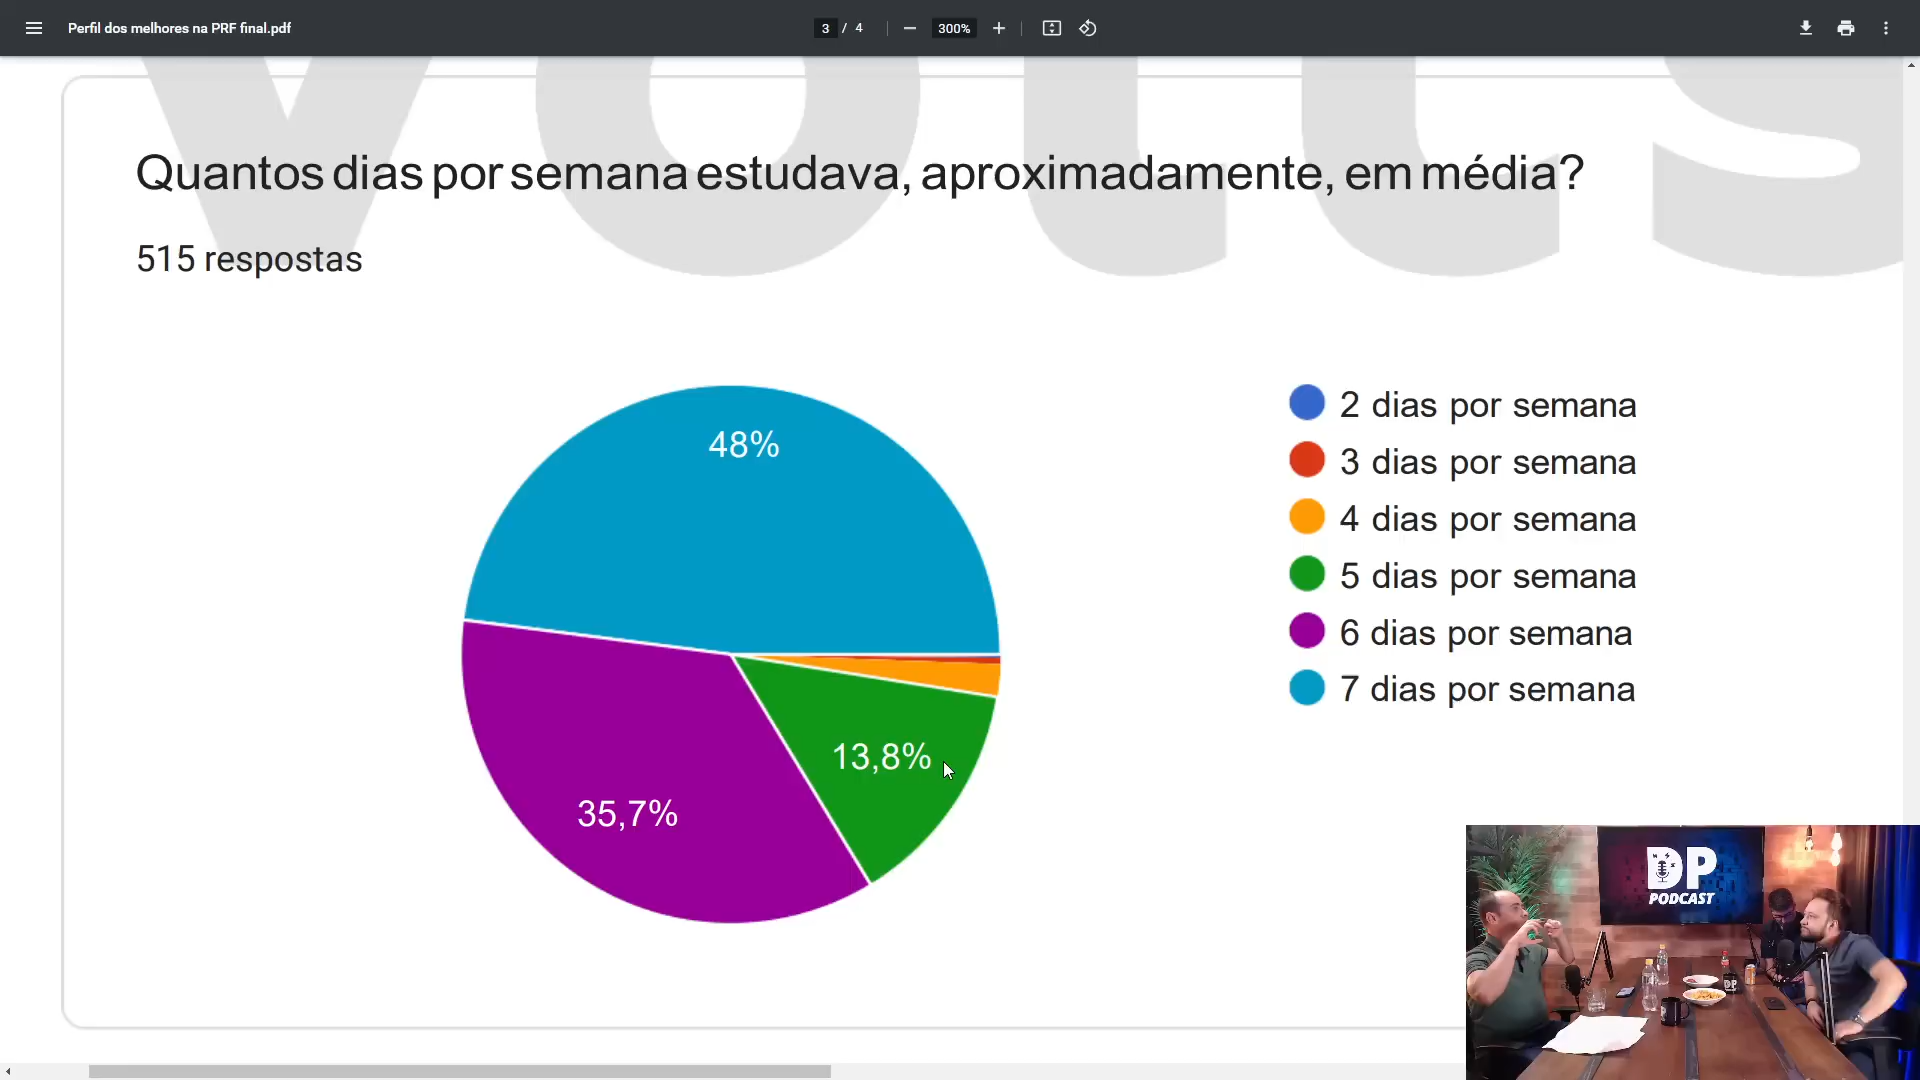 Perfil dos melhores na PRF final.pdf
3 / 4
300%
Quantos dias por semana estudava, aproximadamente, em média?
515 respostas
48%
35,7%
13,8%
2 dias por semana
3 dias por semana
4 dias por semana
5 dias por semana
6 dias por semana
7 dias por semana
DP
PODCAST